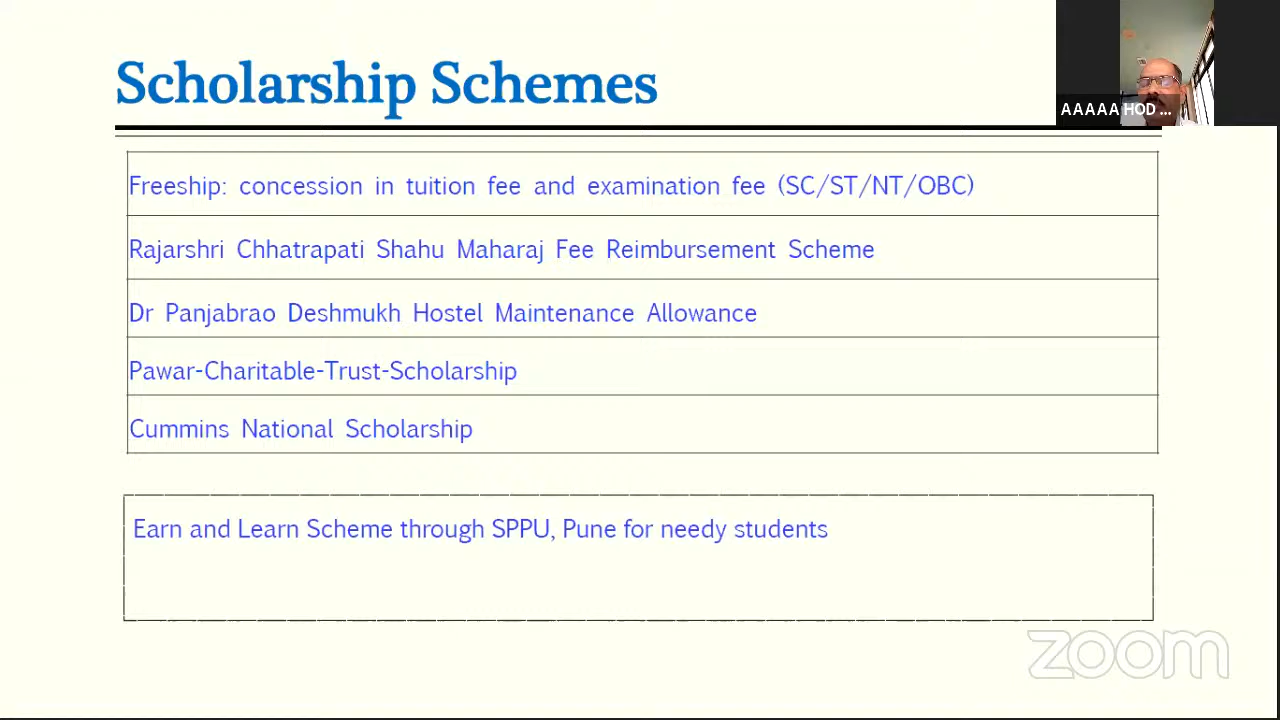 Scholarship Schemes
AAAAA HOD ...
Freeship: concession in tuition fee and examination fee (SC/ST/NT/OBC)
Rajarshri Chhatrapati Shahu Maharaj Fee Reimbursement Scheme
Dr Panjabrao Deshmukh Hostel Maintenance Allowance
Pawar-Charitable-Trust-Scholarship
Cummins National Scholarship
Earn and Learn Scheme through SPPU, Pune for needy students
zoom